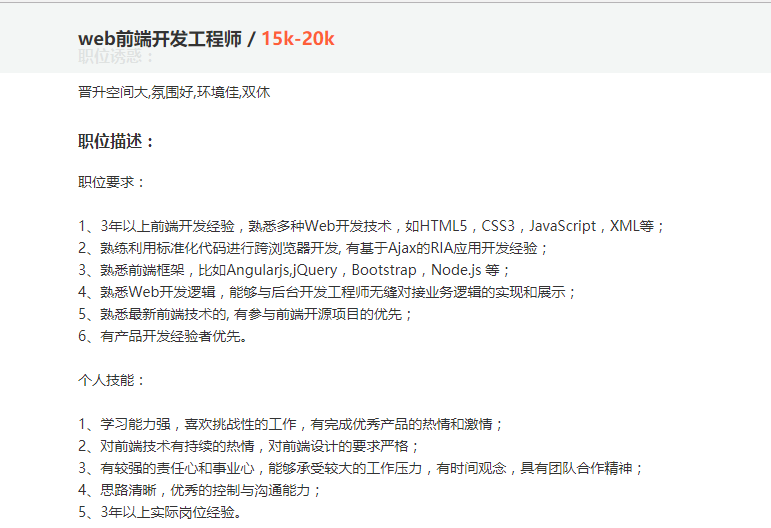 web前端开发工程师 / 15k-20k
职位诱惑：
晋升空间大,氛围好,环境佳,双休
职位描述：
职位要求：
1、3年以上前端开发经验，熟悉多种Web开发技术，如HTML5，CSS3，JavaScript，XML等；
2、熟练利用标准化代码进行跨浏览器开发, 有基于Ajax的RIA应用开发经验；
3、熟悉前端框架，比如Angularjs,jQuery，Bootstrap，Node.js 等；
4、熟悉Web开发逻辑，能够与后台开发工程师无缝对接业务逻辑的实现和展示；
5、熟悉最新前端技术的, 有参与前端开源项目的优先；
6、有产品开发经验者优先。
个人技能：
1、学习能力强，喜欢挑战性的工作，有完成优秀产品的热情和激情；
2、对前端技术有持续的热情，对前端设计的要求严格；
3、有较强的责任心和事业心，能够承受较大的工作压力，有时间观念，具有团队合作精神；
4、思路清晰，优秀的控制与沟通能力；
5、3年以上实际岗位经验。